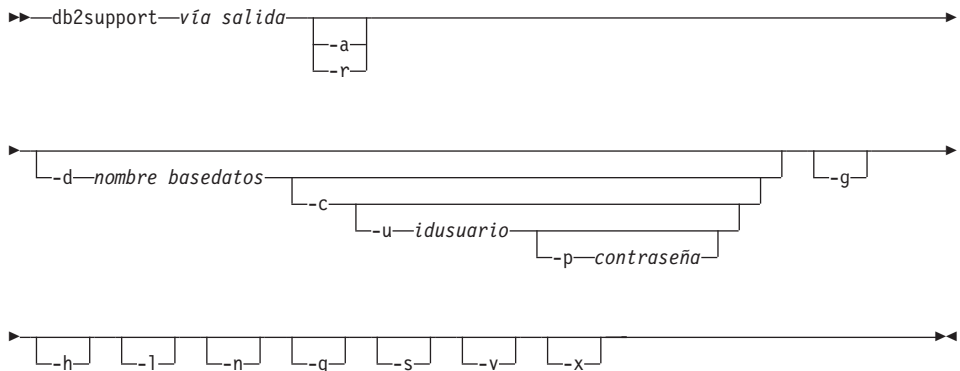 db2support vía salida
-a
-r
-d nombre basedatos -g
-c
-u idusuario
-p contraseña
-h -l -n -q -s -v -x